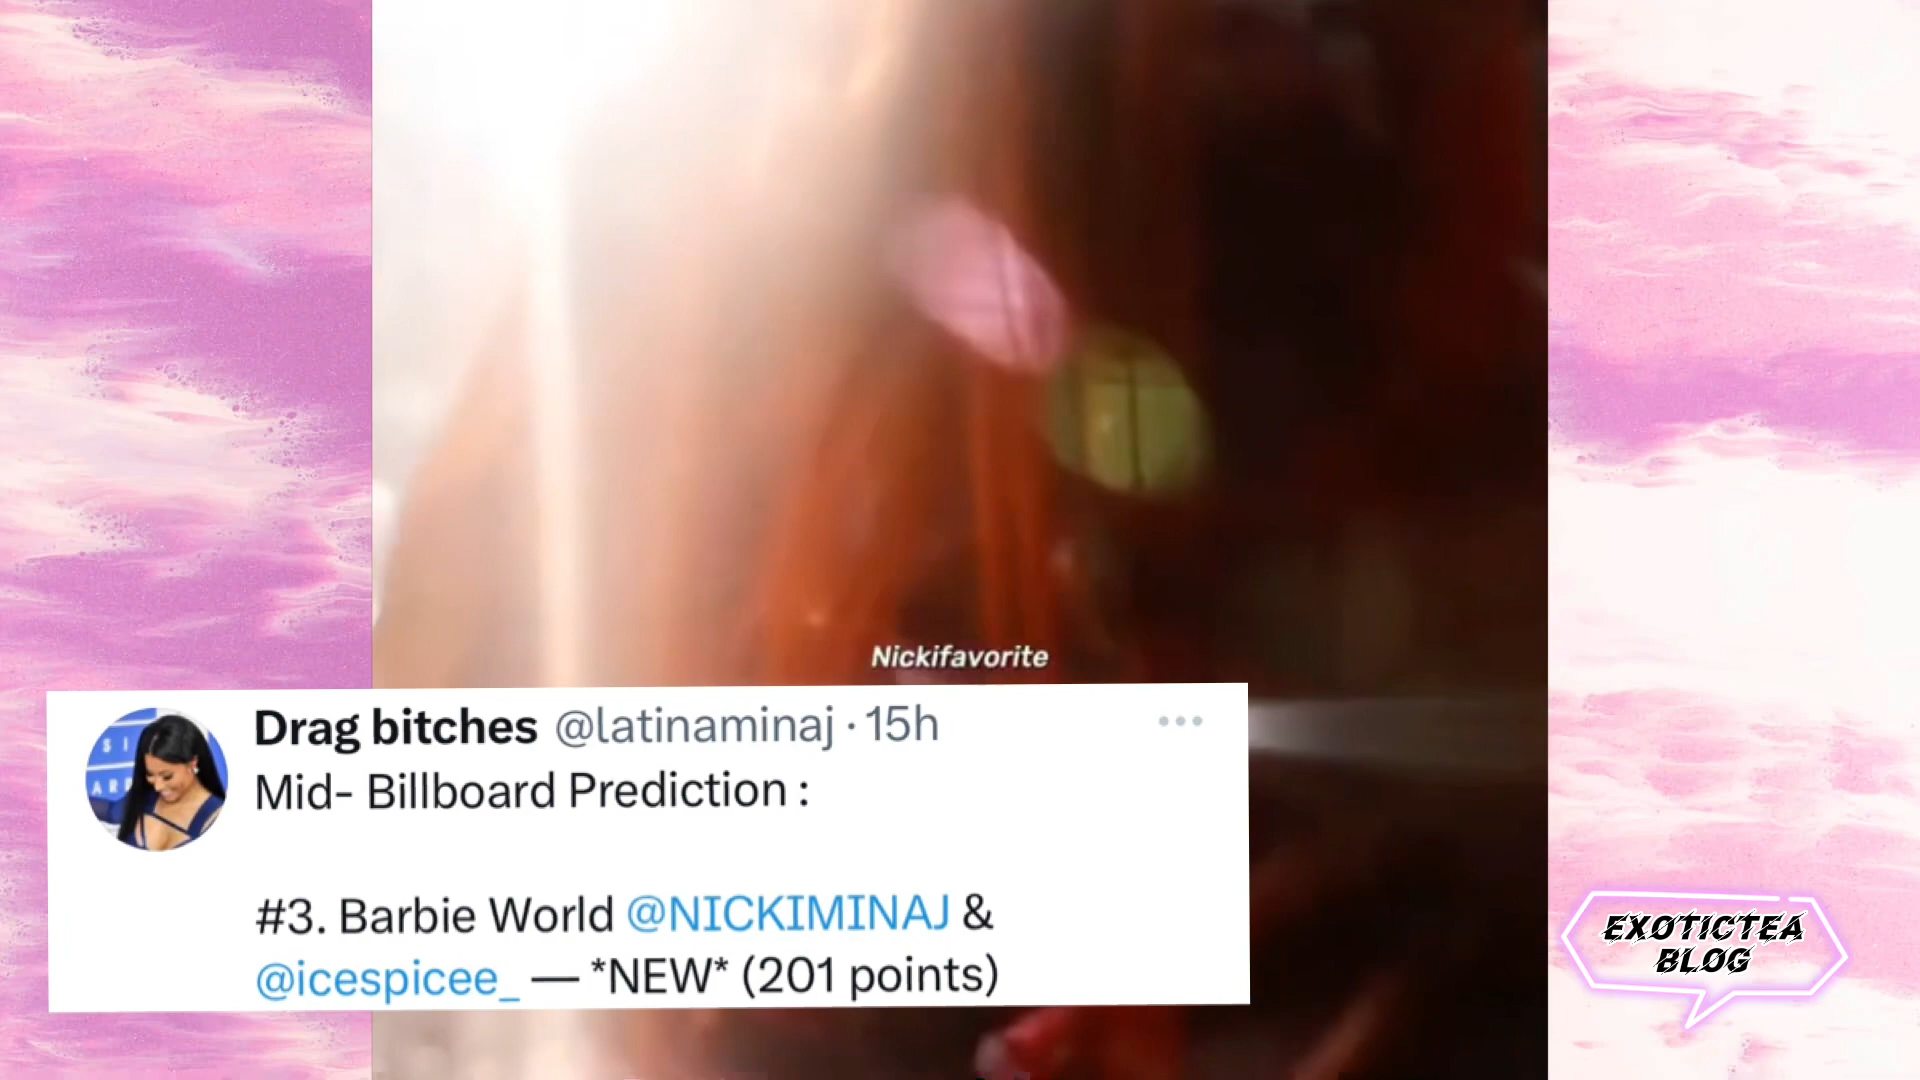 Nickifavorite
Drag bitches @latinaminaj · 15h
Mid- Billboard Prediction :
#3. Barbie World @NICKIMINAJ &
@icespicee_ — *NEW* (201 points)
EXOTICTEA
BLOG